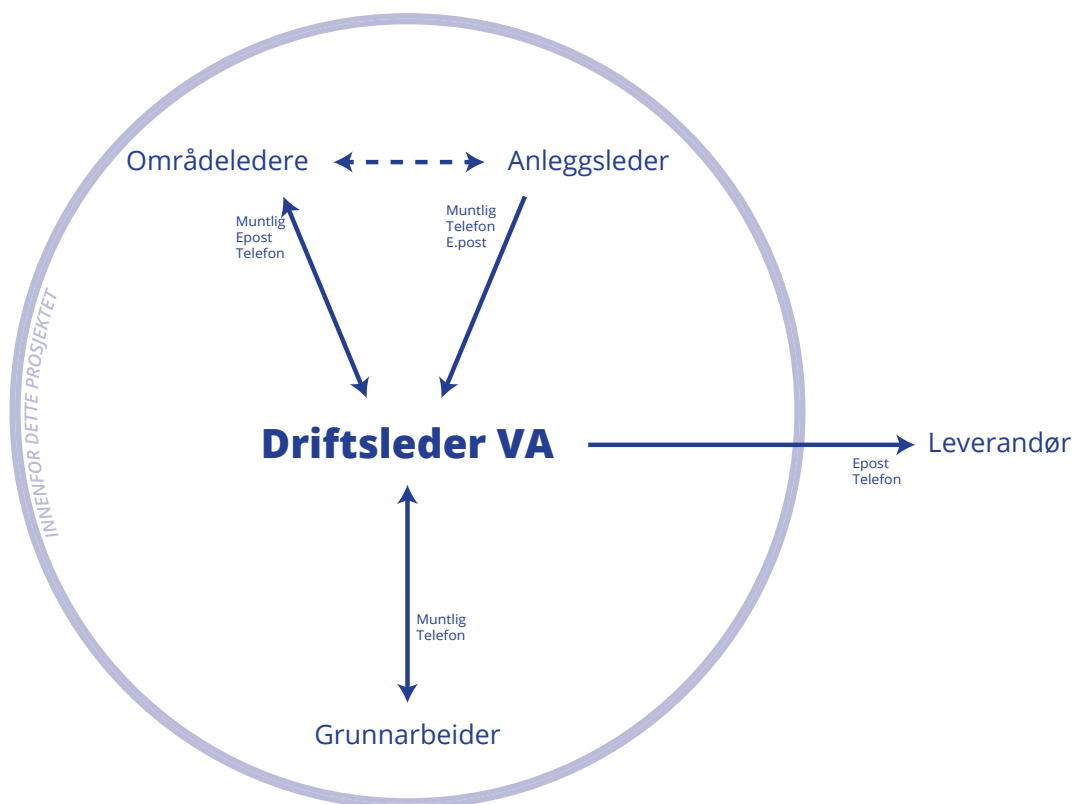 Områdeledere
Anleggsleder
Muntlig
Epost
Telefon
Muntlig
Telefon
E.post
INNENFOR DETTE PROSJEKTET
Driftsleder VA
Leverandør
Epost
Telefon
Muntlig
Telefon
Grunnarbeider